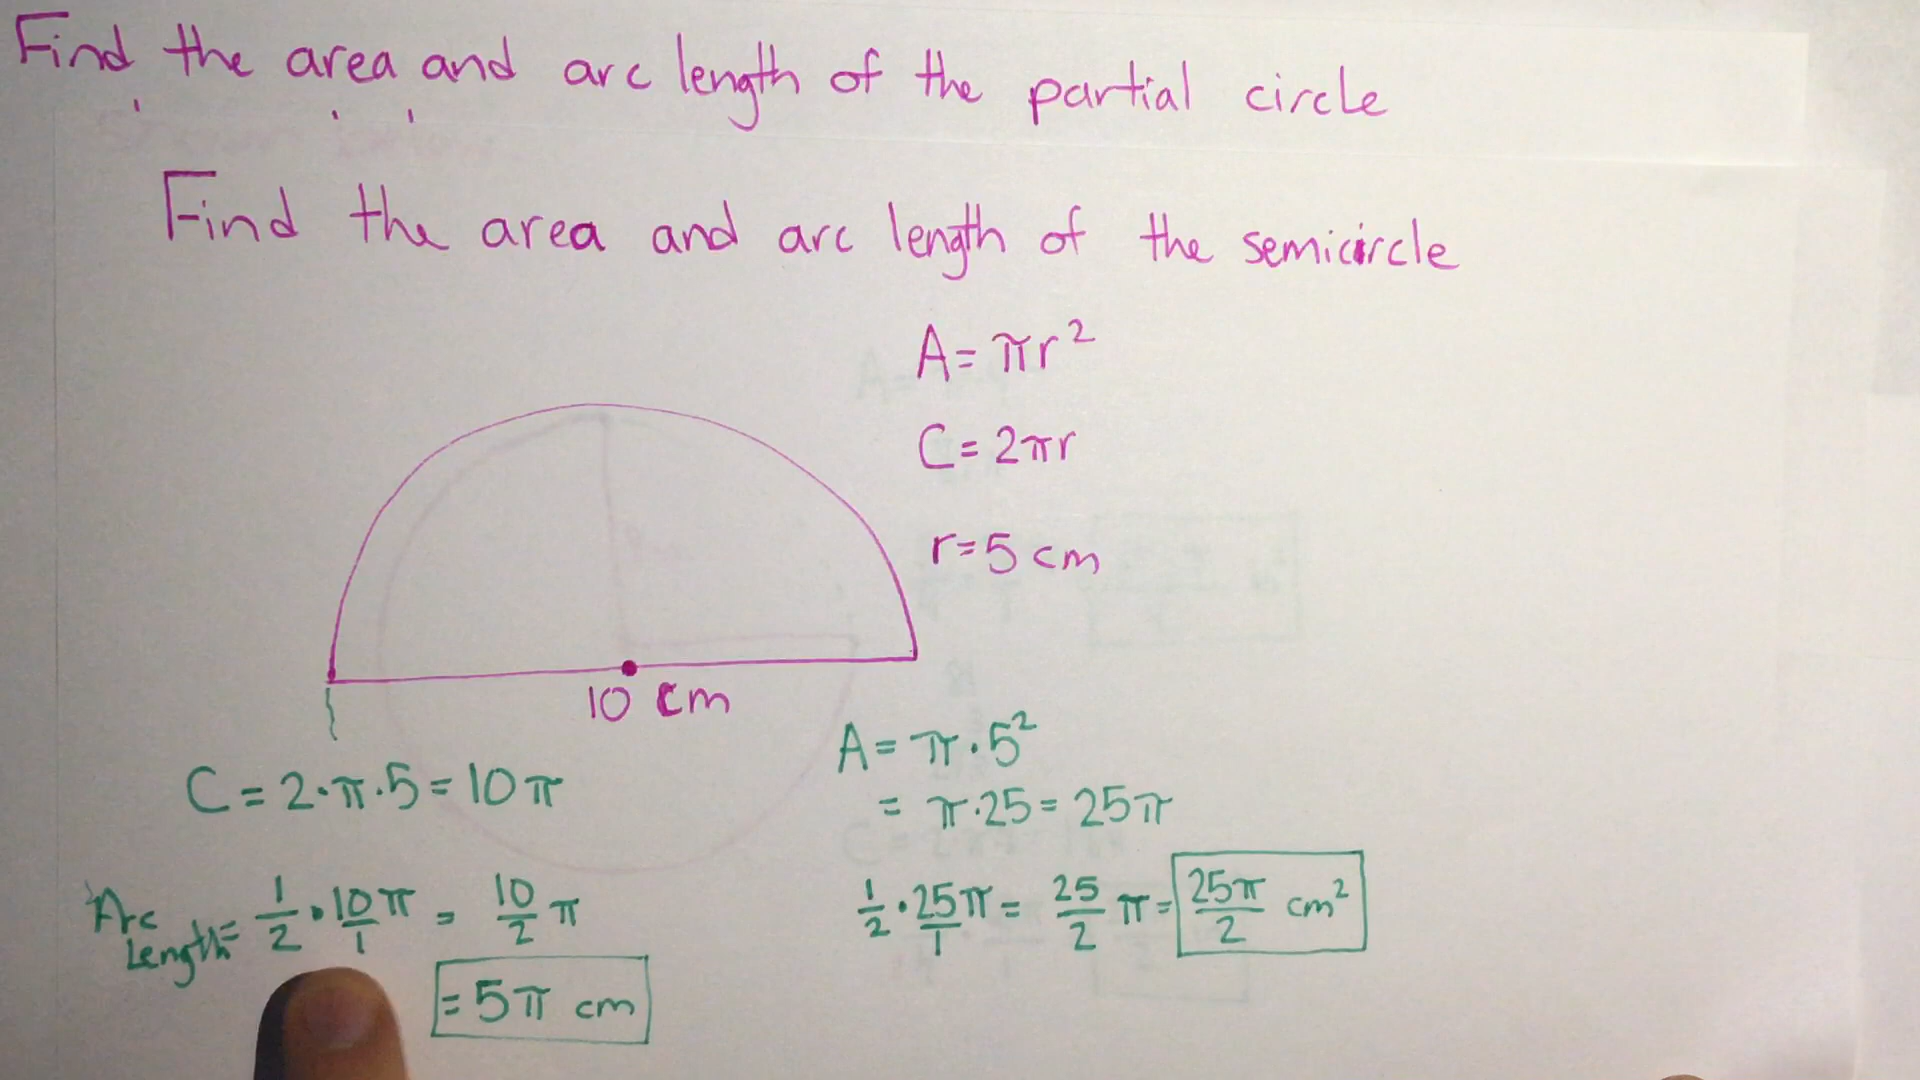 Find the area and arc length of the partial circle
Find the area and arc length of the semicircle
A = πr²
C = 2πr
r = 5 cm
10 cm
C = 2·π·5 = 10π
Arc Length = 1/2 · 10π/1 = 10/2 π
= 5π cm
A = π·5²
= π·25 = 25π
1/2 · 25π/1 = 25/2 π = 25π/2 cm²